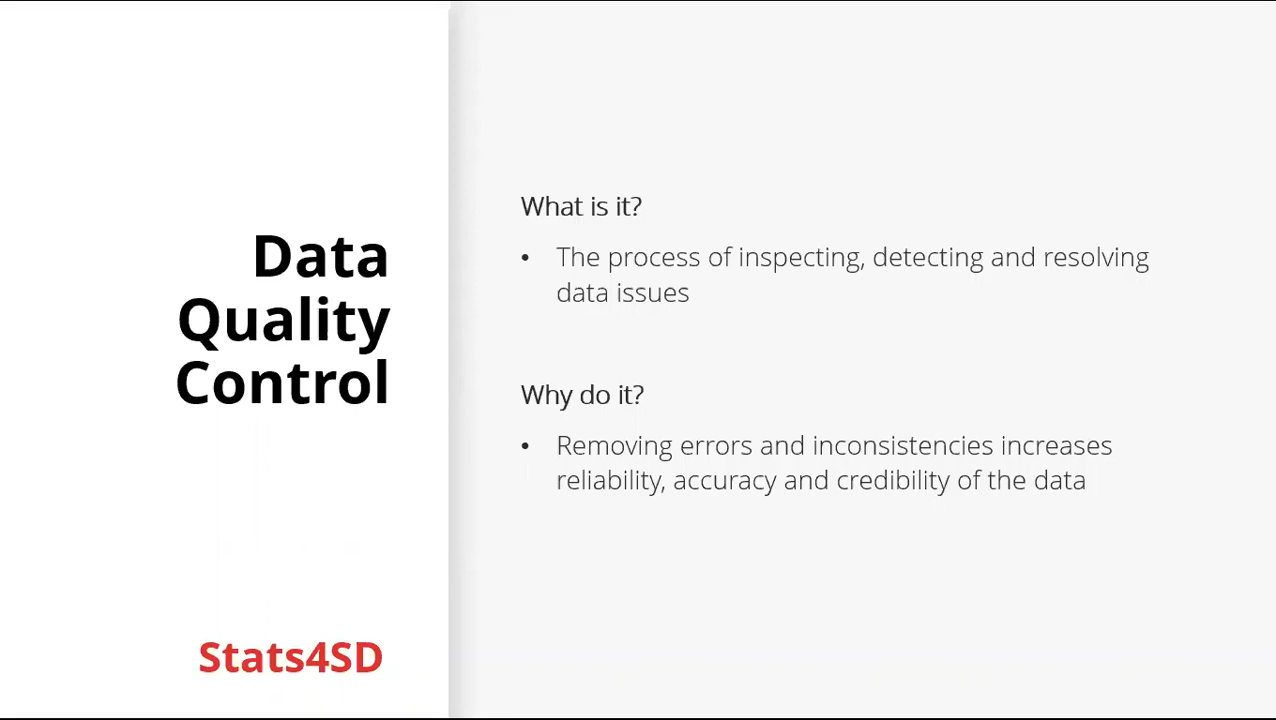 Data
Quality
Control
Stats4SD
What is it?
• The process of inspecting, detecting and resolving
data issues
Why do it?
• Removing errors and inconsistencies increases
reliability, accuracy and credibility of the data